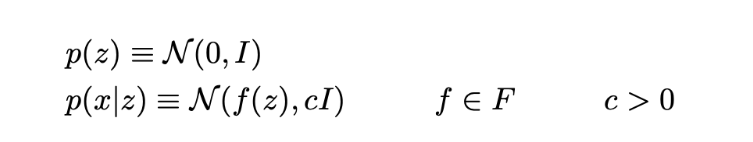 p(z) ≡ 𝒩(0, I)
p(x|z) ≡ 𝒩(f(z), cI) f ∈ F c > 0